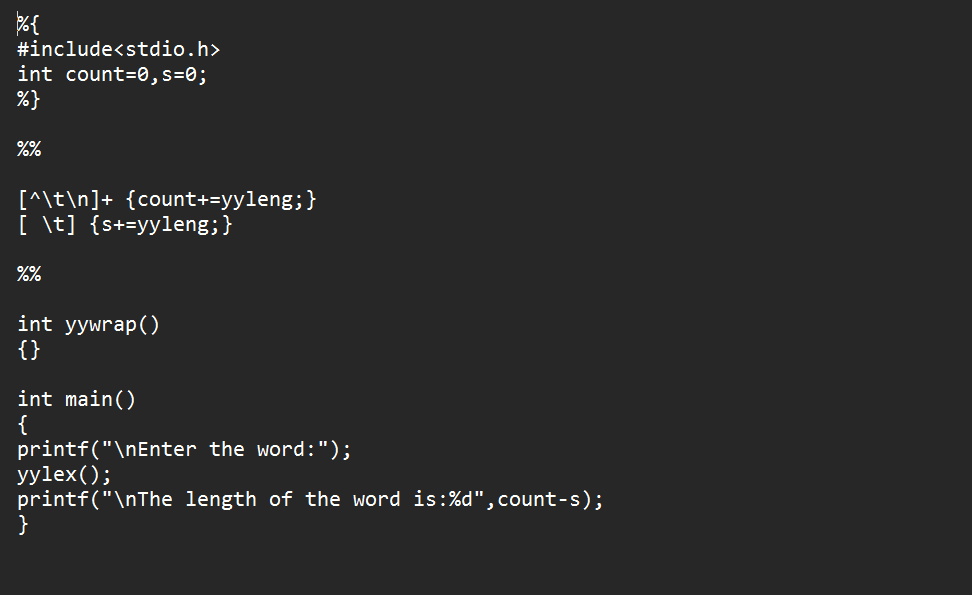 %{
#include<stdio.h>
int count=0,s=0;
%}
%%
[^\t\n]+ {count+=yyleng;}
[ \t] {s+=yyleng;}
%%
int yywrap()
{}
int main()
{
printf("\nEnter the word:");
yylex();
printf("\nThe length of the word is:%d",count-s);
}